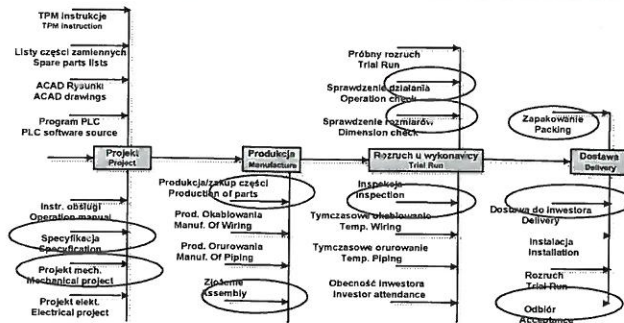 TPM instrukcje
TPM instruction
Listy części zamiennych
Spare parts lists
ACAD Rysunki
ACAD drawings
Program PLC
PLC software source
Projekt
Project
Instr. obsługi
Operation manual
Specyfikacja
Specyfication
Projekt mech.
Mechanical project
Projekt elekt.
Electrical project
Produkcja
Manufacture
Produkcja/zakup części
Production of parts
Prod. Okablowania
Manuf. Of Wiring
Prod. Orurowania
Manuf. Of Piping
Złożenie
Assembly
Próbny rozruch
Trial Run
Sprawdzenie działania
Operation check
Sprawdzenie rozmiarów
Dimension check
Rozruch u wykonawcy
Trial Run
Inspekcja
Inspection
Tymczasowe okablowanie
Temp. Wiring
Tymczasowe orurowanie
Temp. Piping
Obecność inwestora
Investor attendance
Zapakowanie
Packing
Dostawa
Delivery
Dostawa do inwestora
Delivery
Instalacja
Installation
Rozruch
Trial Run
Odbiór
Acceptance